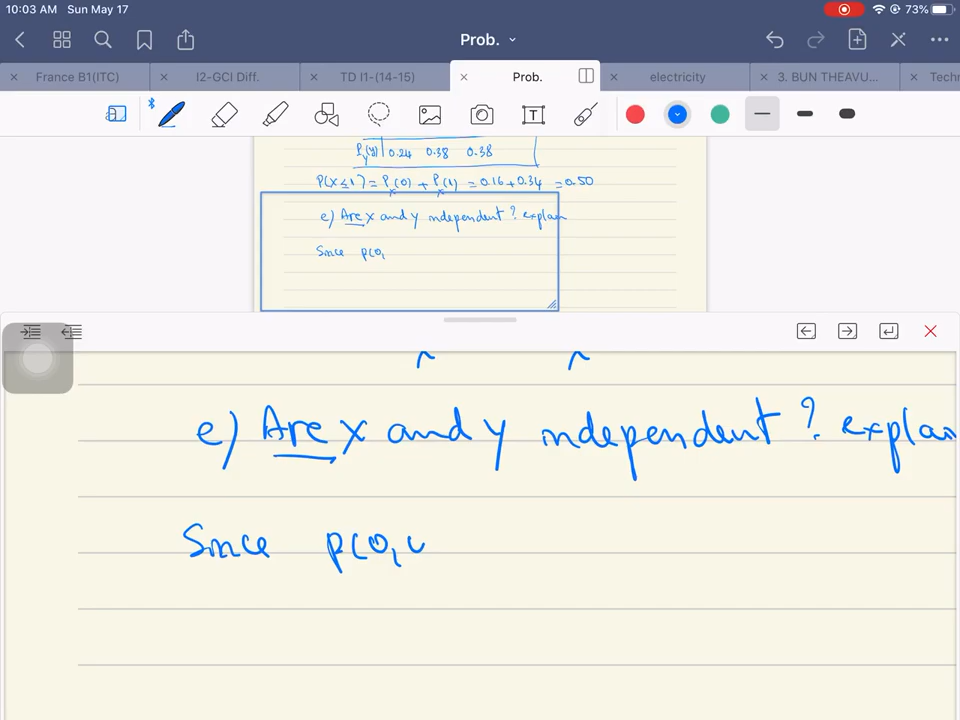 10:03 AM Sun May 17
73%
Prob.
France B1(ITC)
I2-GCI Diff.
TD I1-(14-15)
Prob.
electricity
3. BUN THEAVU...
Techn
Py(y) 0.24 0.38 0.38
P(X≤1) = Px(0) + Px(1) = 0.16 + 0.34 = 0.50
e) Are x and y independent? explain
Since p(0,
e) Are x and y independent? explain
Since p(0,